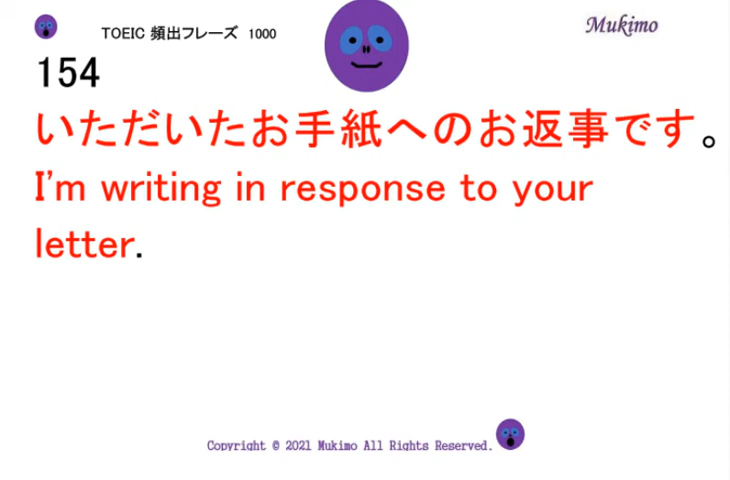 TOEIC 頻出フレーズ 1000
Mukimo
154
いただいたお手紙へのお返事です。
I'm writing in response to your
letter.
Copyright © 2021 Mukimo All Rights Reserved.